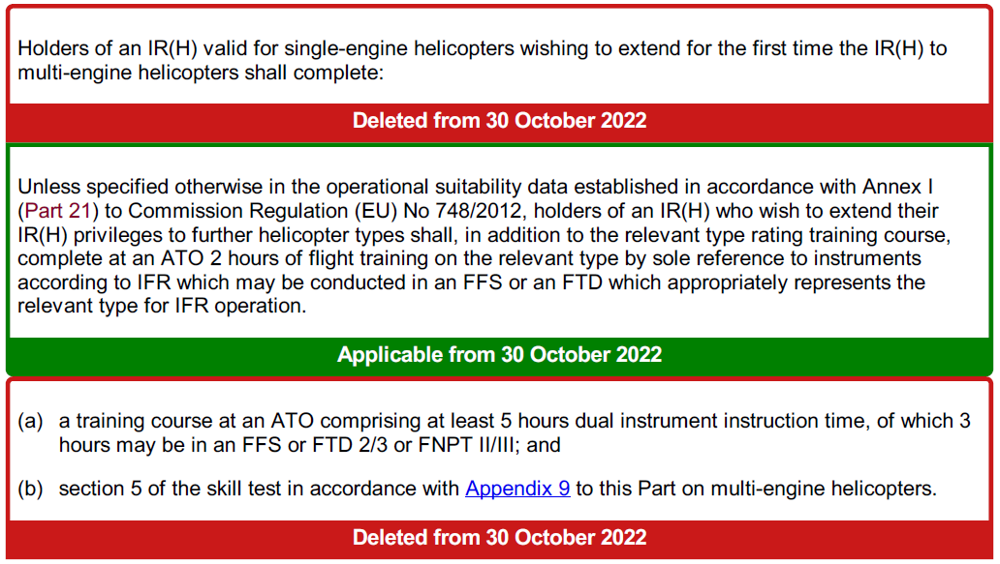 Holders of an IR(H) valid for single-engine helicopters wishing to extend for the first time the IR(H) to
multi-engine helicopters shall complete:
Deleted from 30 October 2022
Unless specified otherwise in the operational suitability data established in accordance with Annex I
(Part 21) to Commission Regulation (EU) No 748/2012, holders of an IR(H) who wish to extend their
IR(H) privileges to further helicopter types shall, in addition to the relevant type rating training course,
complete at an ATO 2 hours of flight training on the relevant type by sole reference to instruments
according to IFR which may be conducted in an FFS or an FTD which appropriately represents the
relevant type for IFR operation.
Applicable from 30 October 2022
(a) a training course at an ATO comprising at least 5 hours dual instrument instruction time, of which 3
hours may be in an FFS or FTD 2/3 or FNPT II/III; and
(b) section 5 of the skill test in accordance with Appendix 9 to this Part on multi-engine helicopters.
Deleted from 30 October 2022